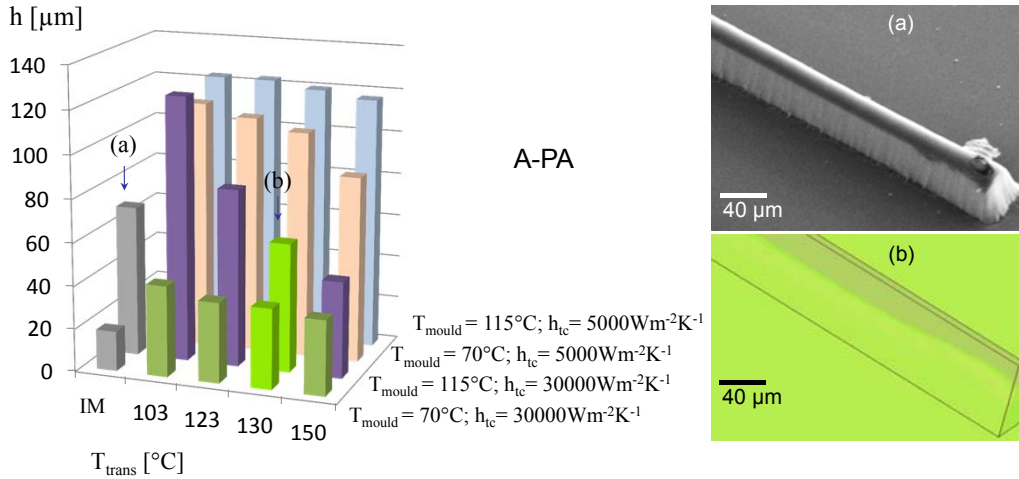 h [μm]
140
120
100
80
60
40
20
0
(a)
(b)
IM
103
123
130
150
T_trans [°C]
T_mould = 115°C; h_tc= 5000Wm⁻²K⁻¹
T_mould = 70°C; h_tc= 5000Wm⁻²K⁻¹
T_mould = 115°C; h_tc= 30000Wm⁻²K⁻¹
T_mould = 70°C; h_tc= 30000Wm⁻²K⁻¹
A-PA
(a)
40 μm
(b)
40 μm